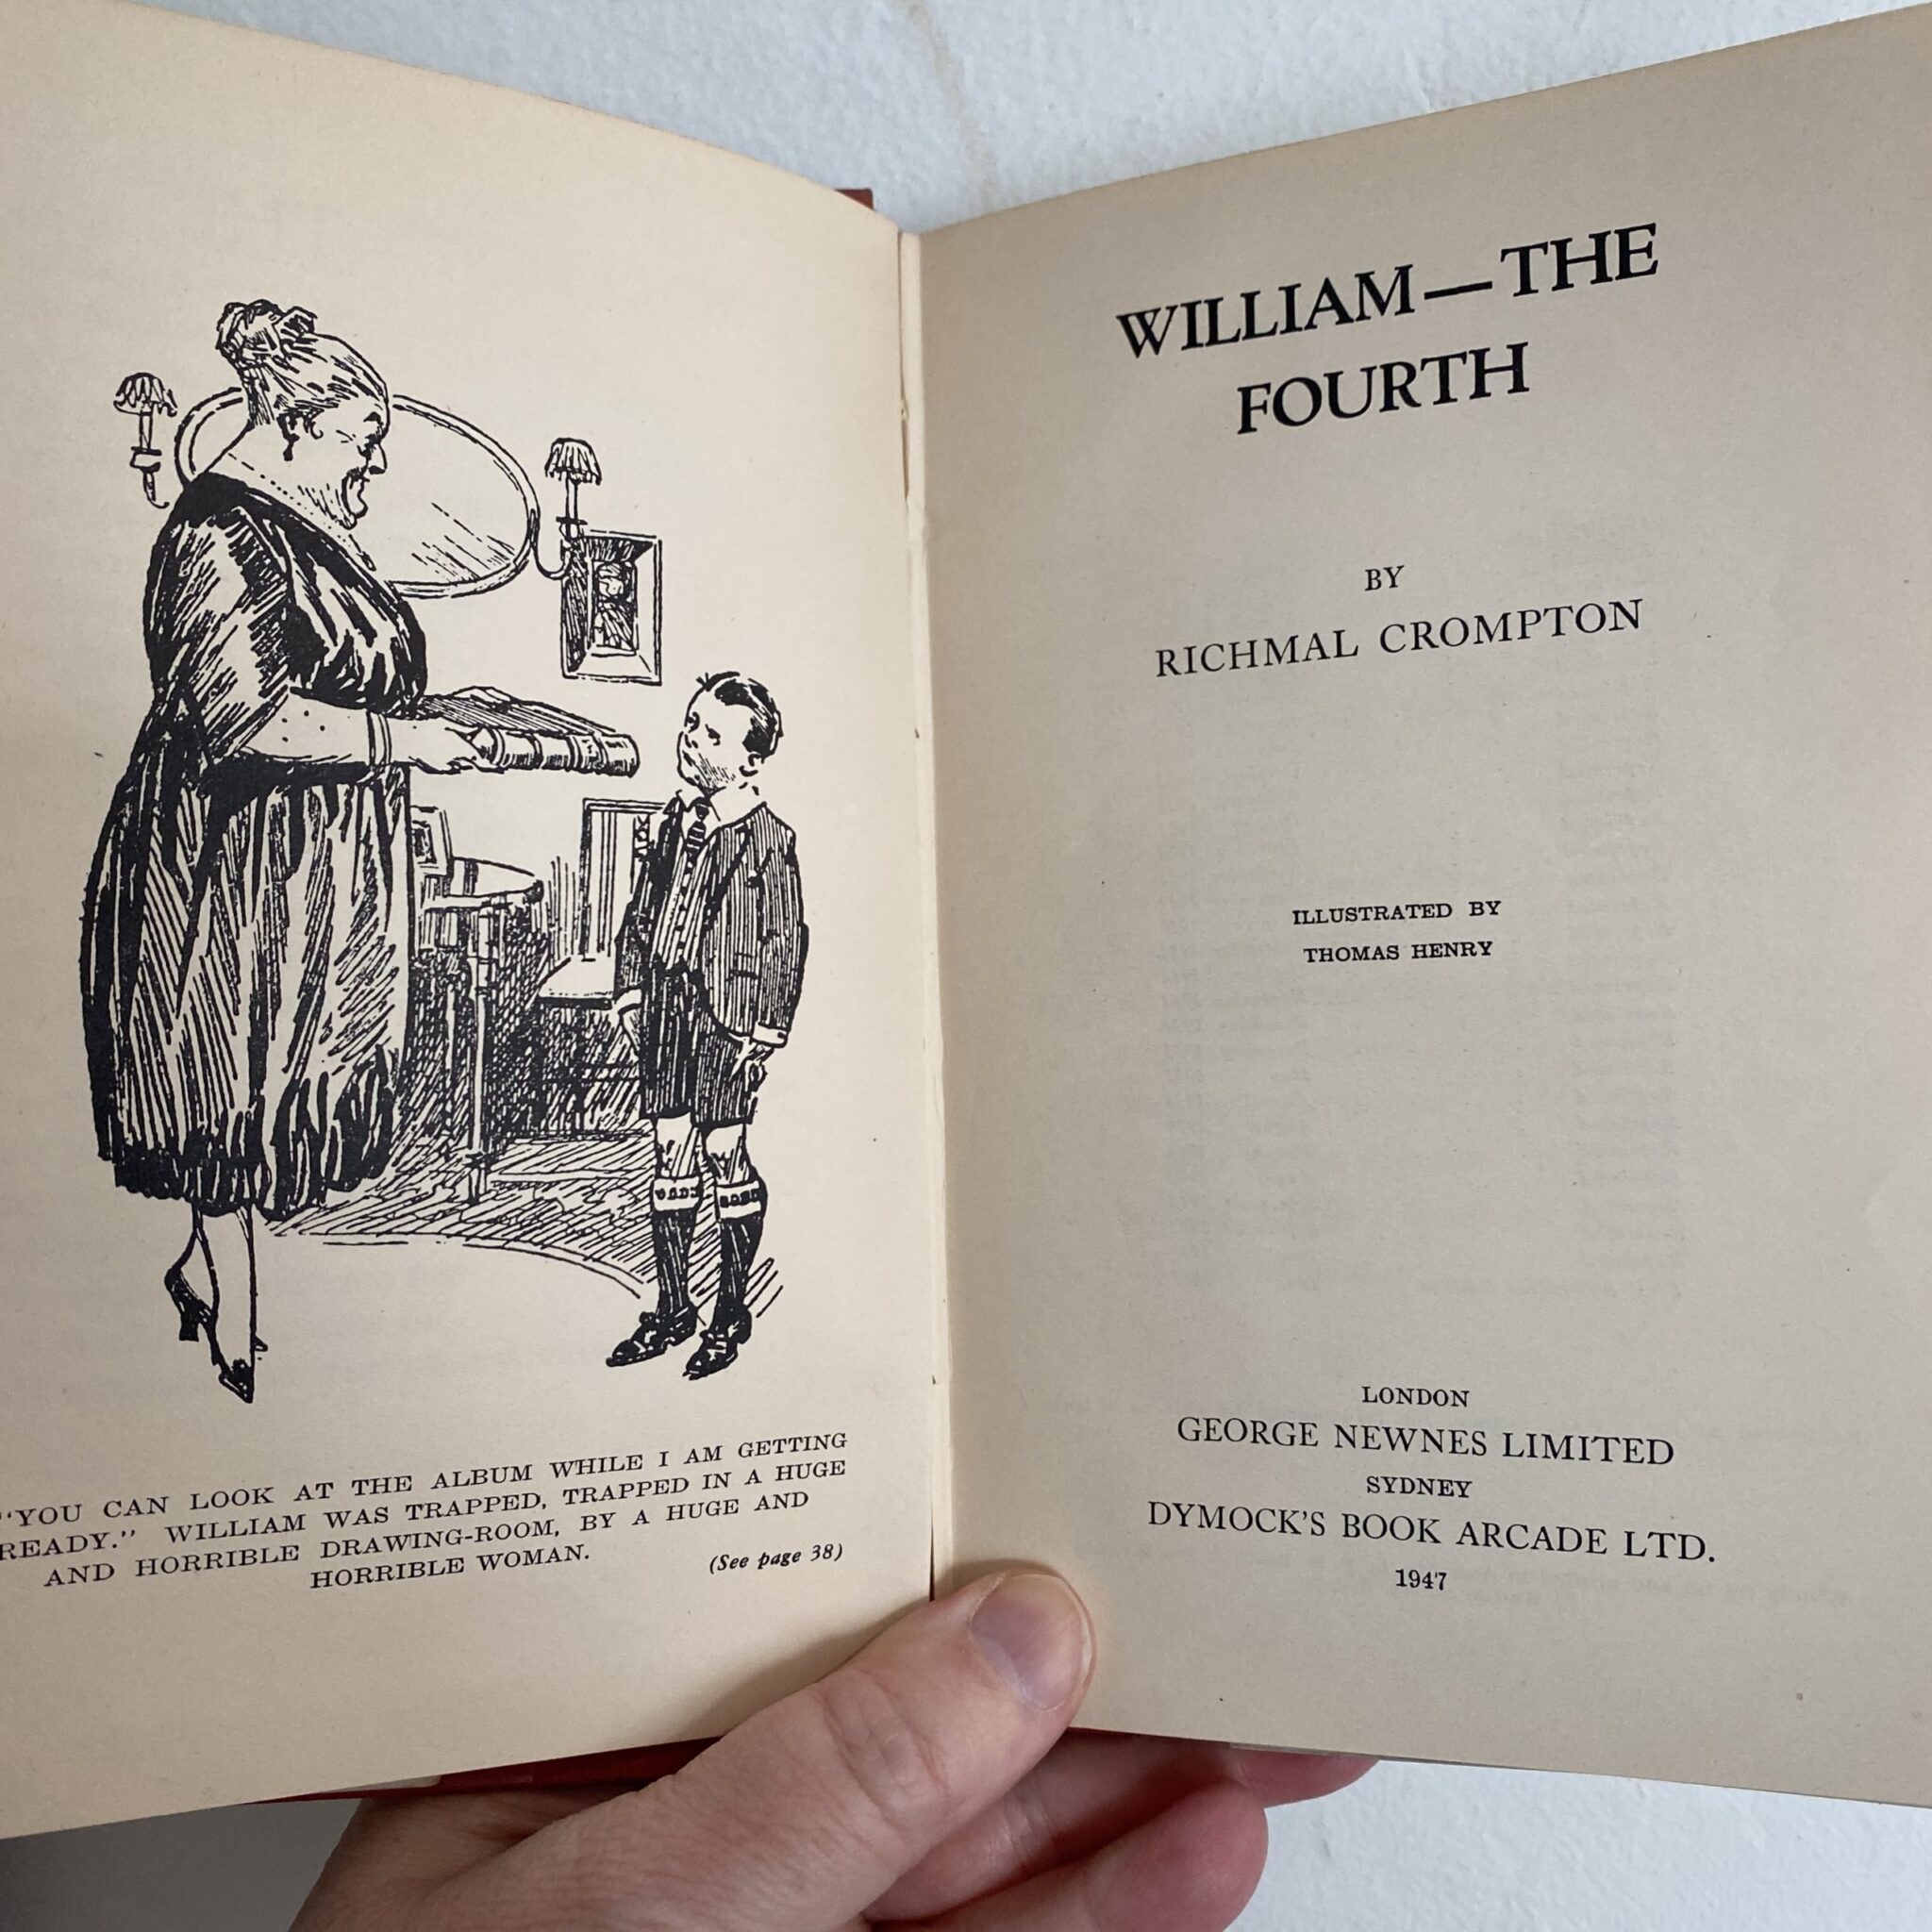 "YOU CAN LOOK AT THE ALBUM WHILE I AM GETTING
READY." WILLIAM WAS TRAPPED, TRAPPED IN A HUGE
AND HORRIBLE DRAWING-ROOM, BY A HUGE AND
HORRIBLE WOMAN. (See page 38)
WILLIAM—THE
FOURTH
BY
RICHMAL CROMPTON
ILLUSTRATED BY
THOMAS HENRY
LONDON
GEORGE NEWNES LIMITED
SYDNEY
DYMOCK'S BOOK ARCADE LTD.
1947